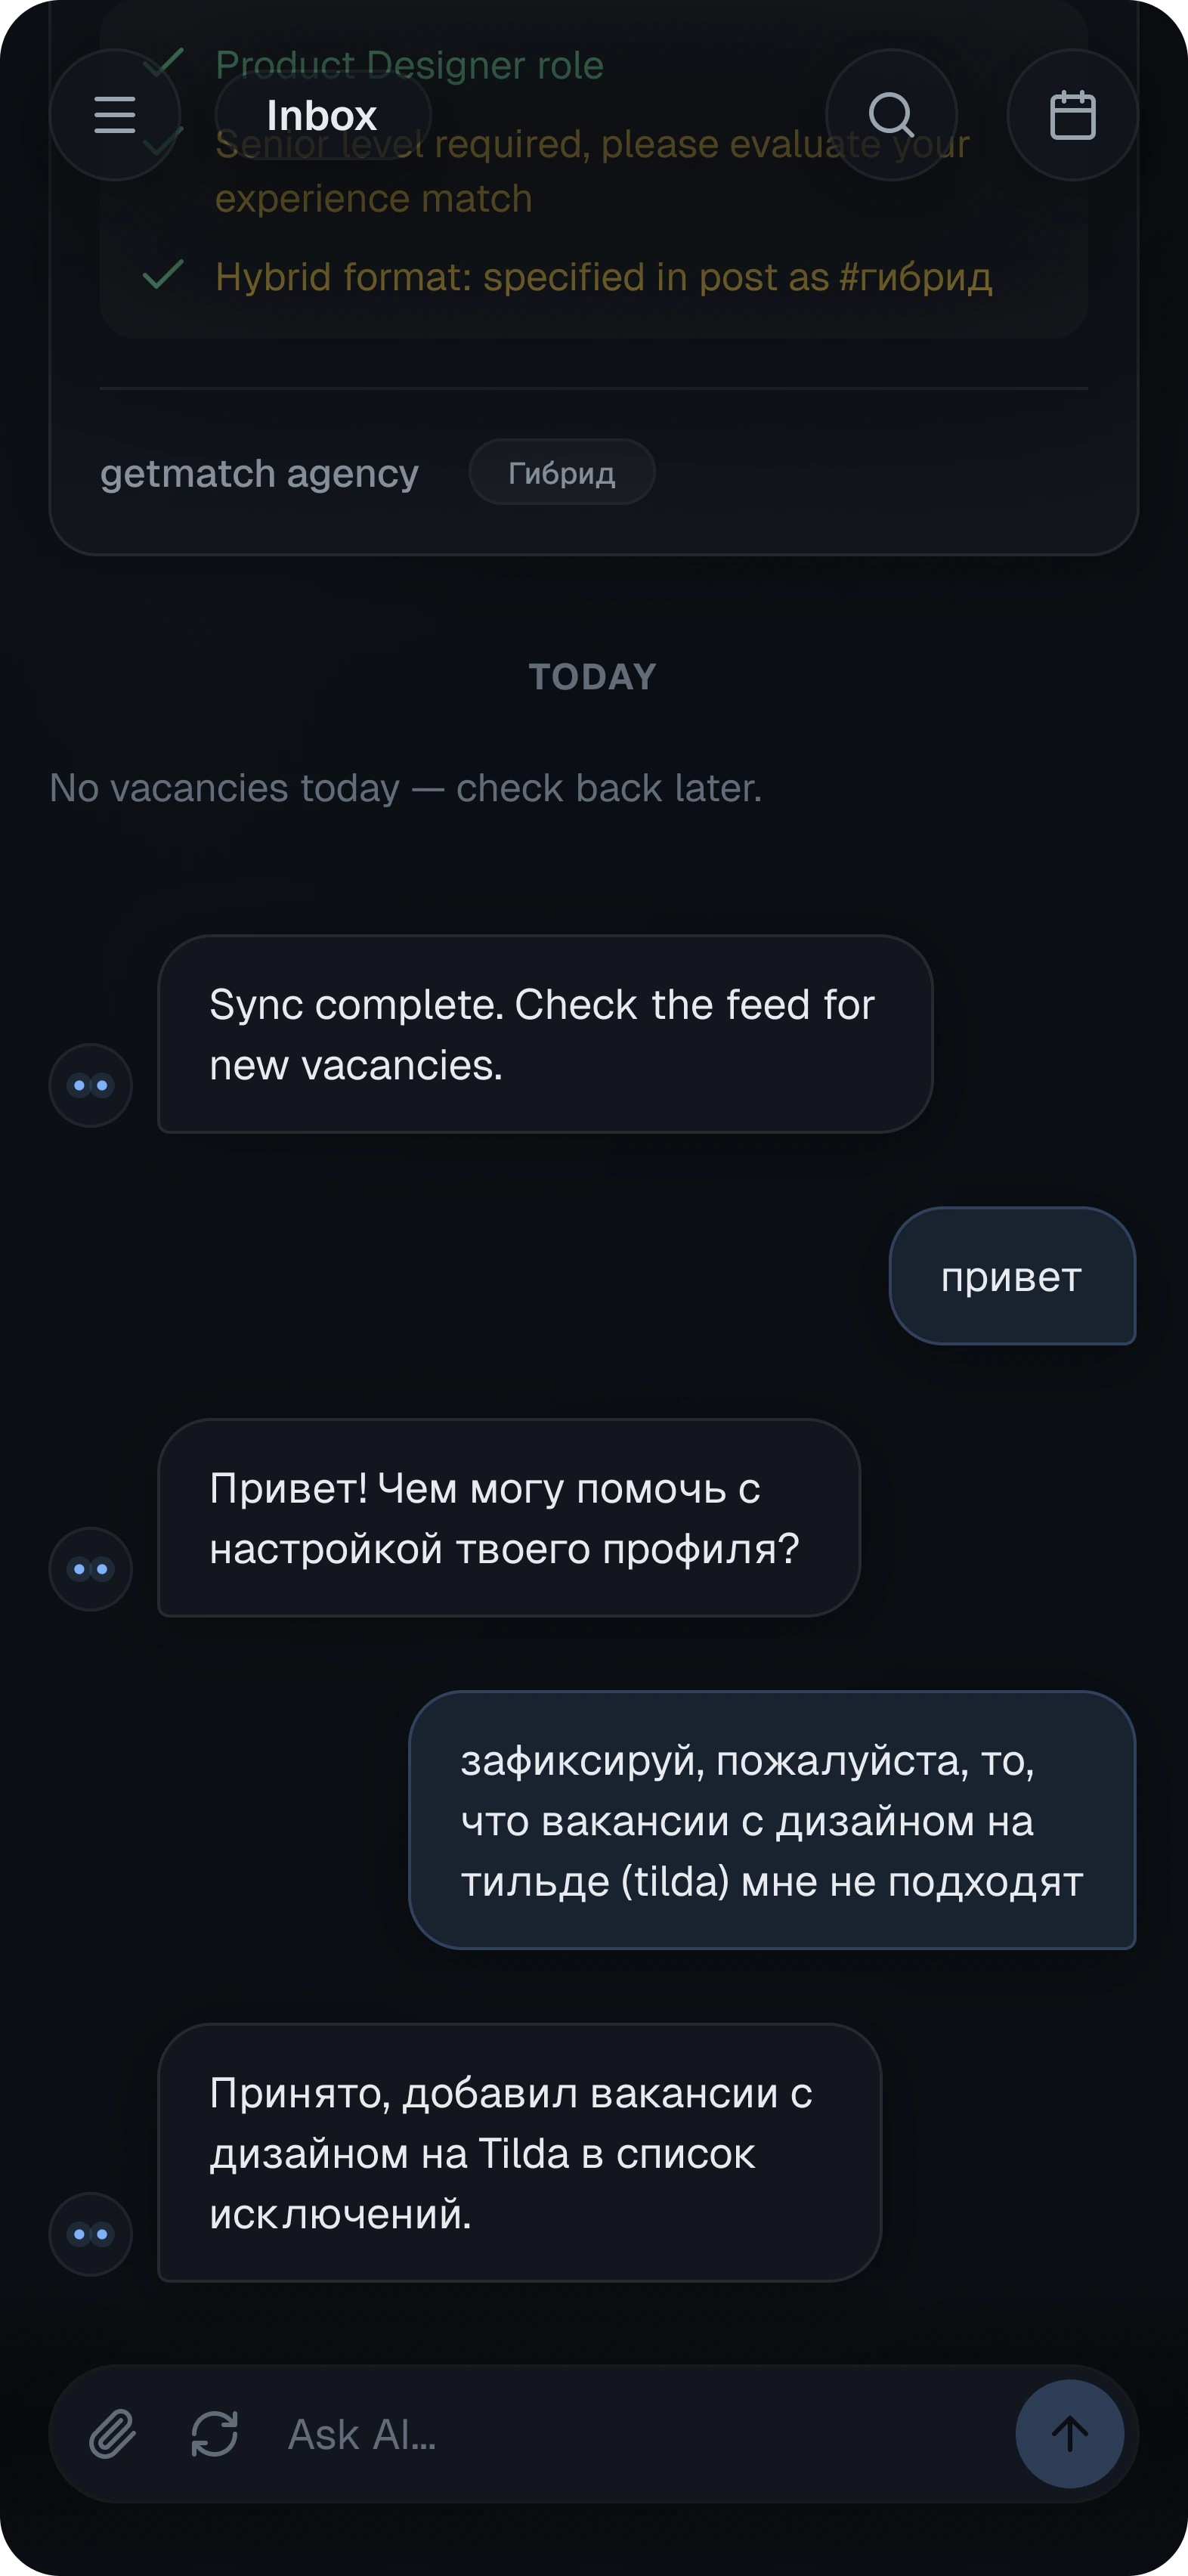 Product Designer role
Inbox
Senior level required, please evaluate your
experience match
Hybrid format: specified in post as #гибрид
getmatch agency
Гибрид
TODAY
No vacancies today — check back later.
Sync complete. Check the feed for
new vacancies.
привет
Привет! Чем могу помочь с
настройкой твоего профиля?
зафиксируй, пожалуйста, то,
что вакансии с дизайном на
тильде (tilda) мне не подходят
Принято, добавил вакансии с
дизайном на Tilda в список
исключений.
Ask AI...